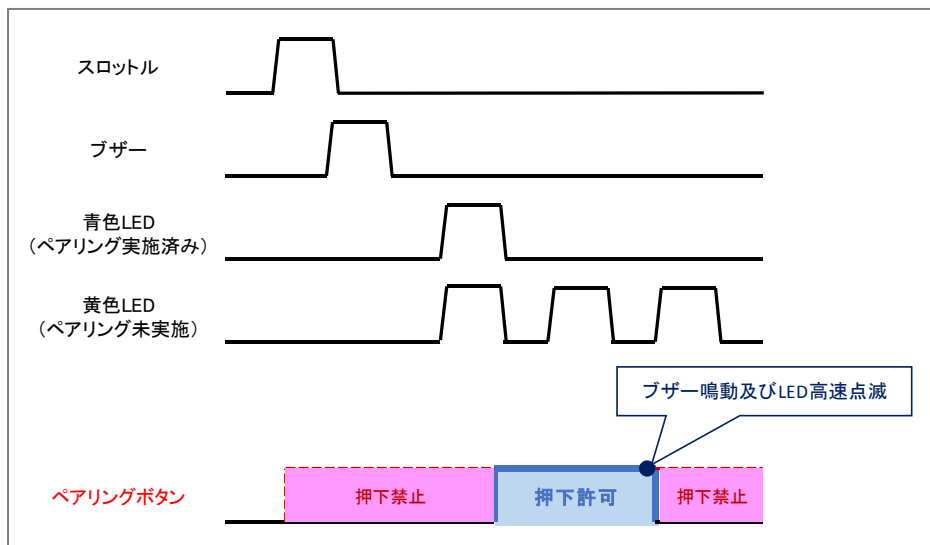 スロットル
ブザー
青色LED
（ペアリング実施済み）
黄色LED
（ペアリング未実施）
ブザー鳴動及びLED高速点滅
ペアリングボタン
押下禁止
押下許可
押下禁止